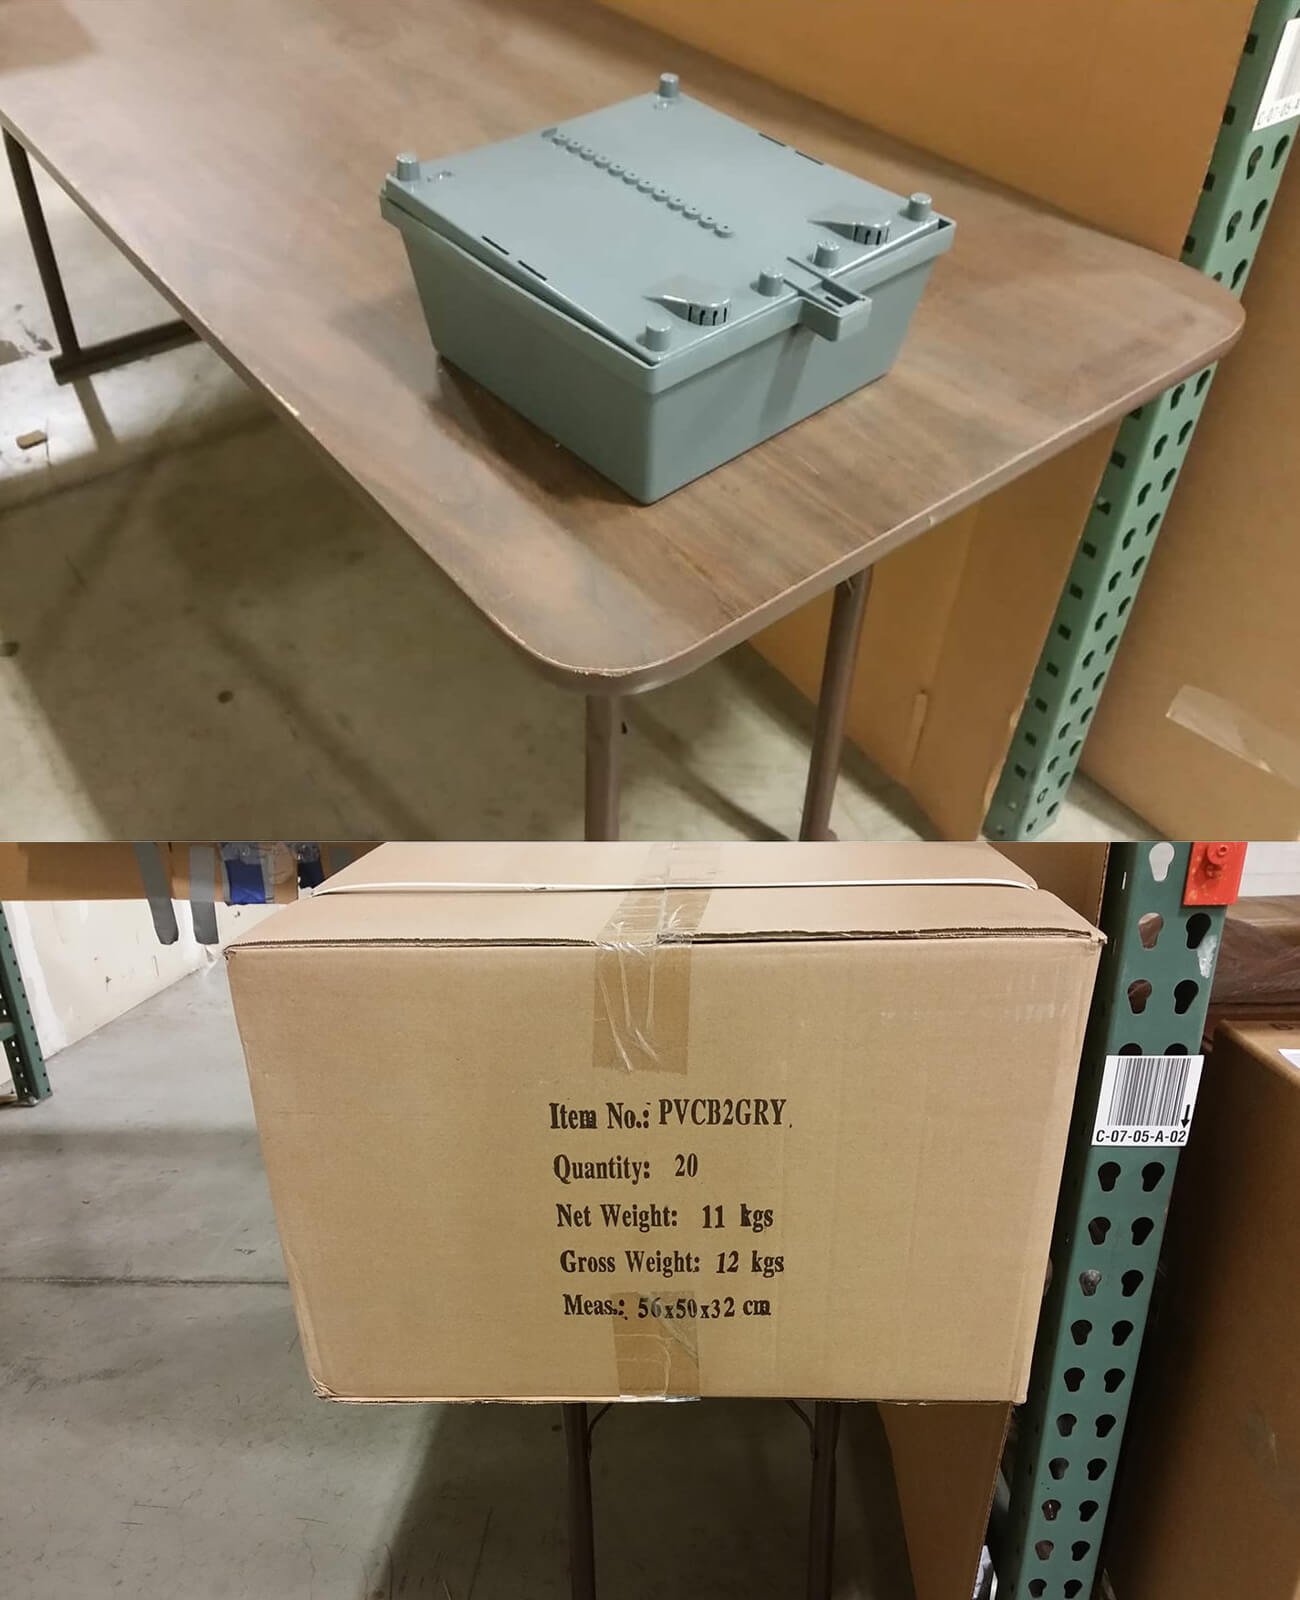 Item No.: PVCB2GRY.
Quantity: 20
Net Weight: 11 kgs
Gross Weight: 12 kgs
Meas.: 56x50x32 cm
C-07-05-A-02